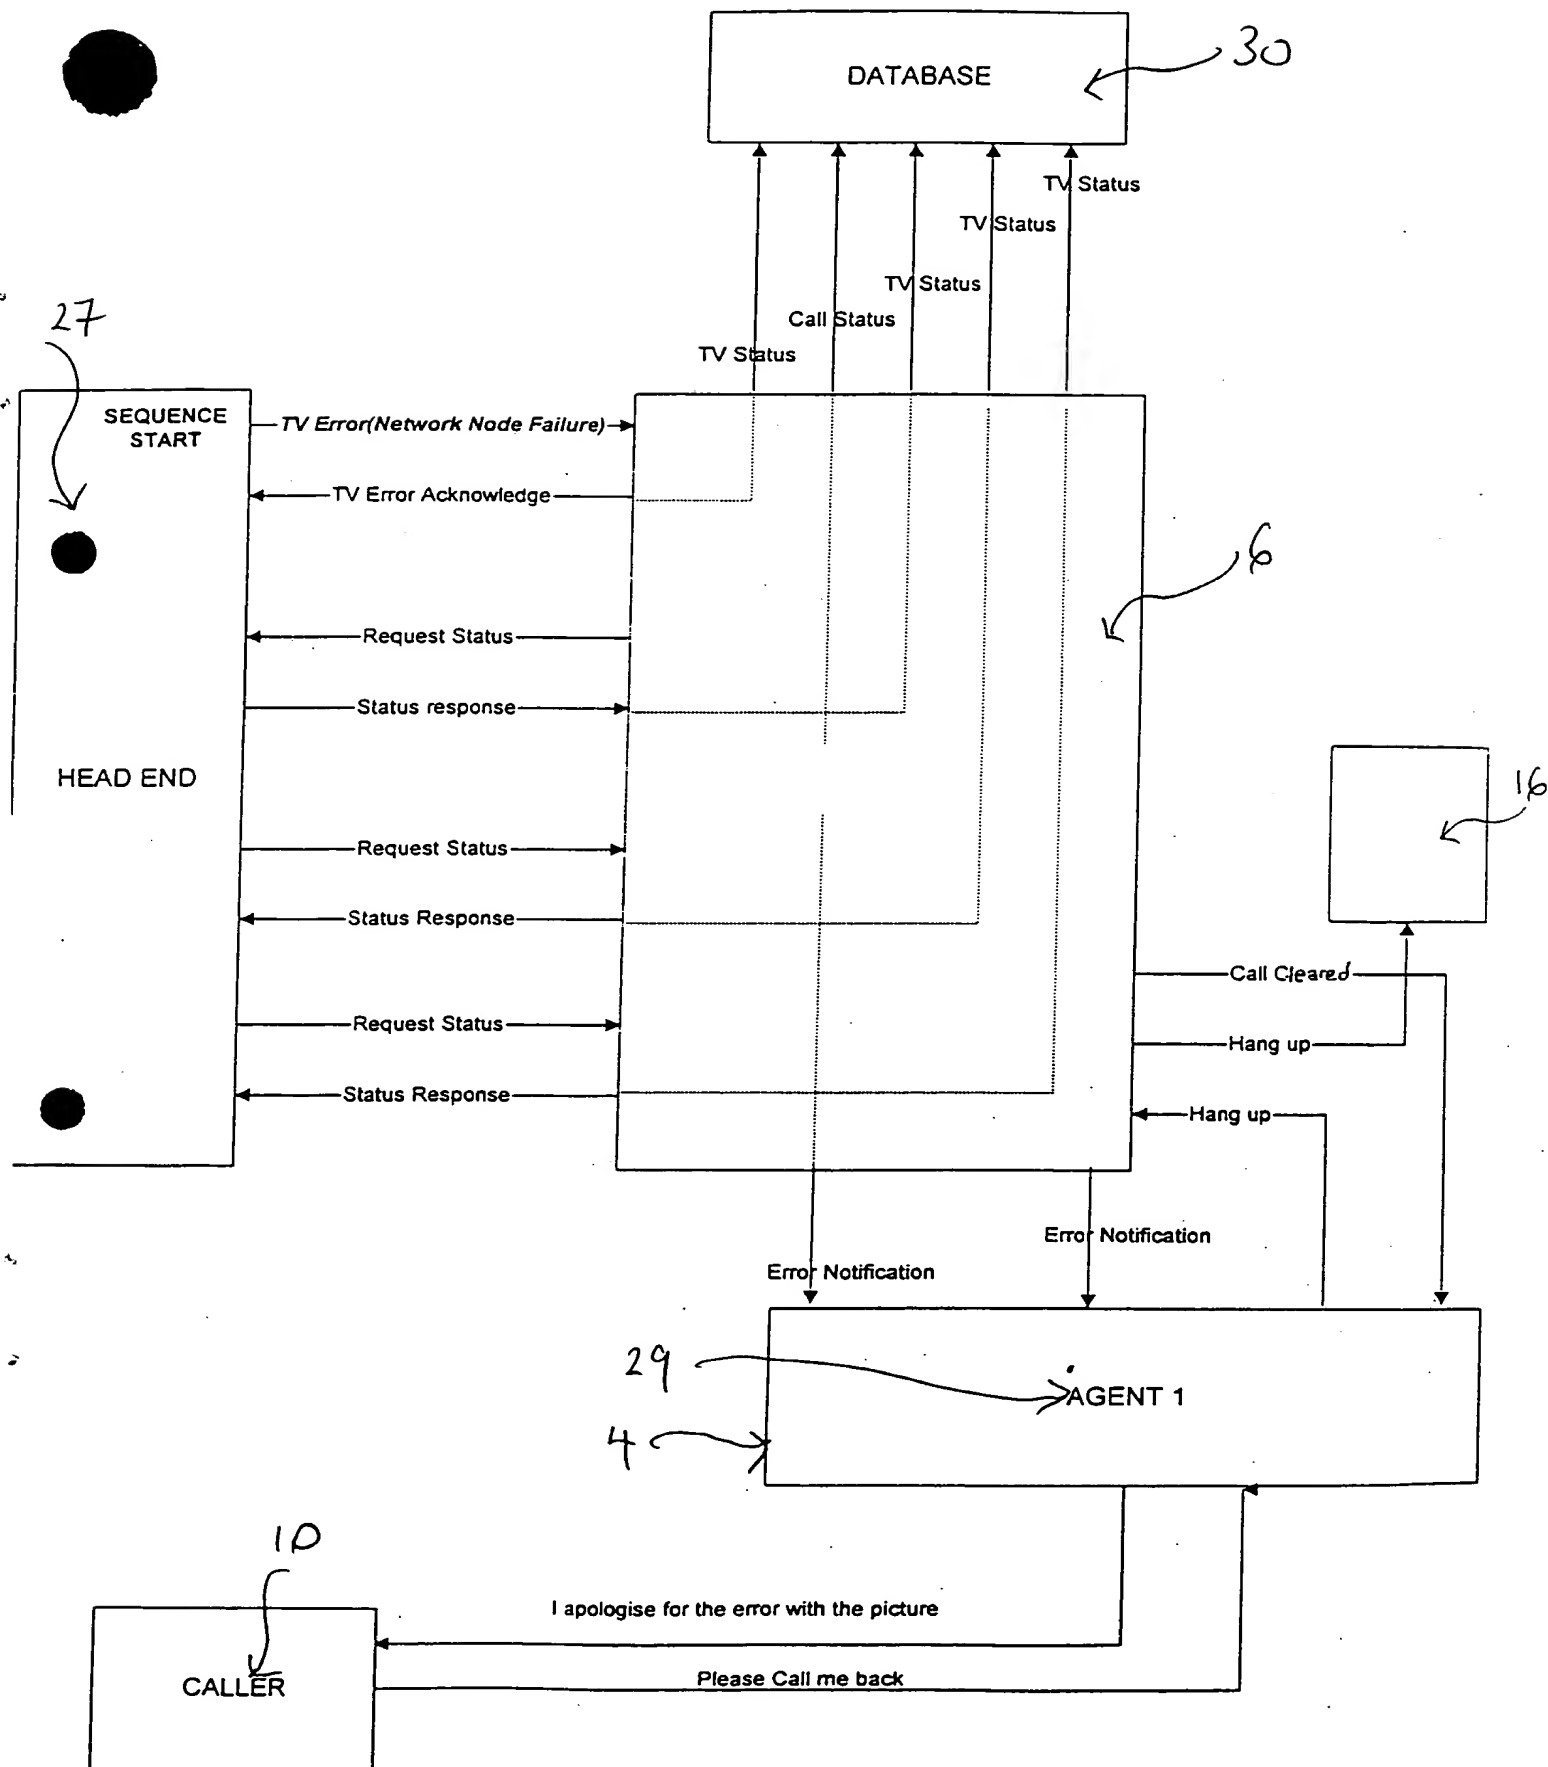 DATABASE
30
TV Status
TV Status
TV Status
Call Status
TV Status
27
SEQUENCE
START
TV Error(Network Node Failure)
TV Error Acknowledge
6
Request Status
Status response
HEAD END
16
Request Status
Status Response
Call Cleared
Request Status
Hang up
Status Response
Hang up
Error Notification
Error Notification
29
AGENT 1
4
10
I apologise for the error with the picture
Please Call me back
CALLER